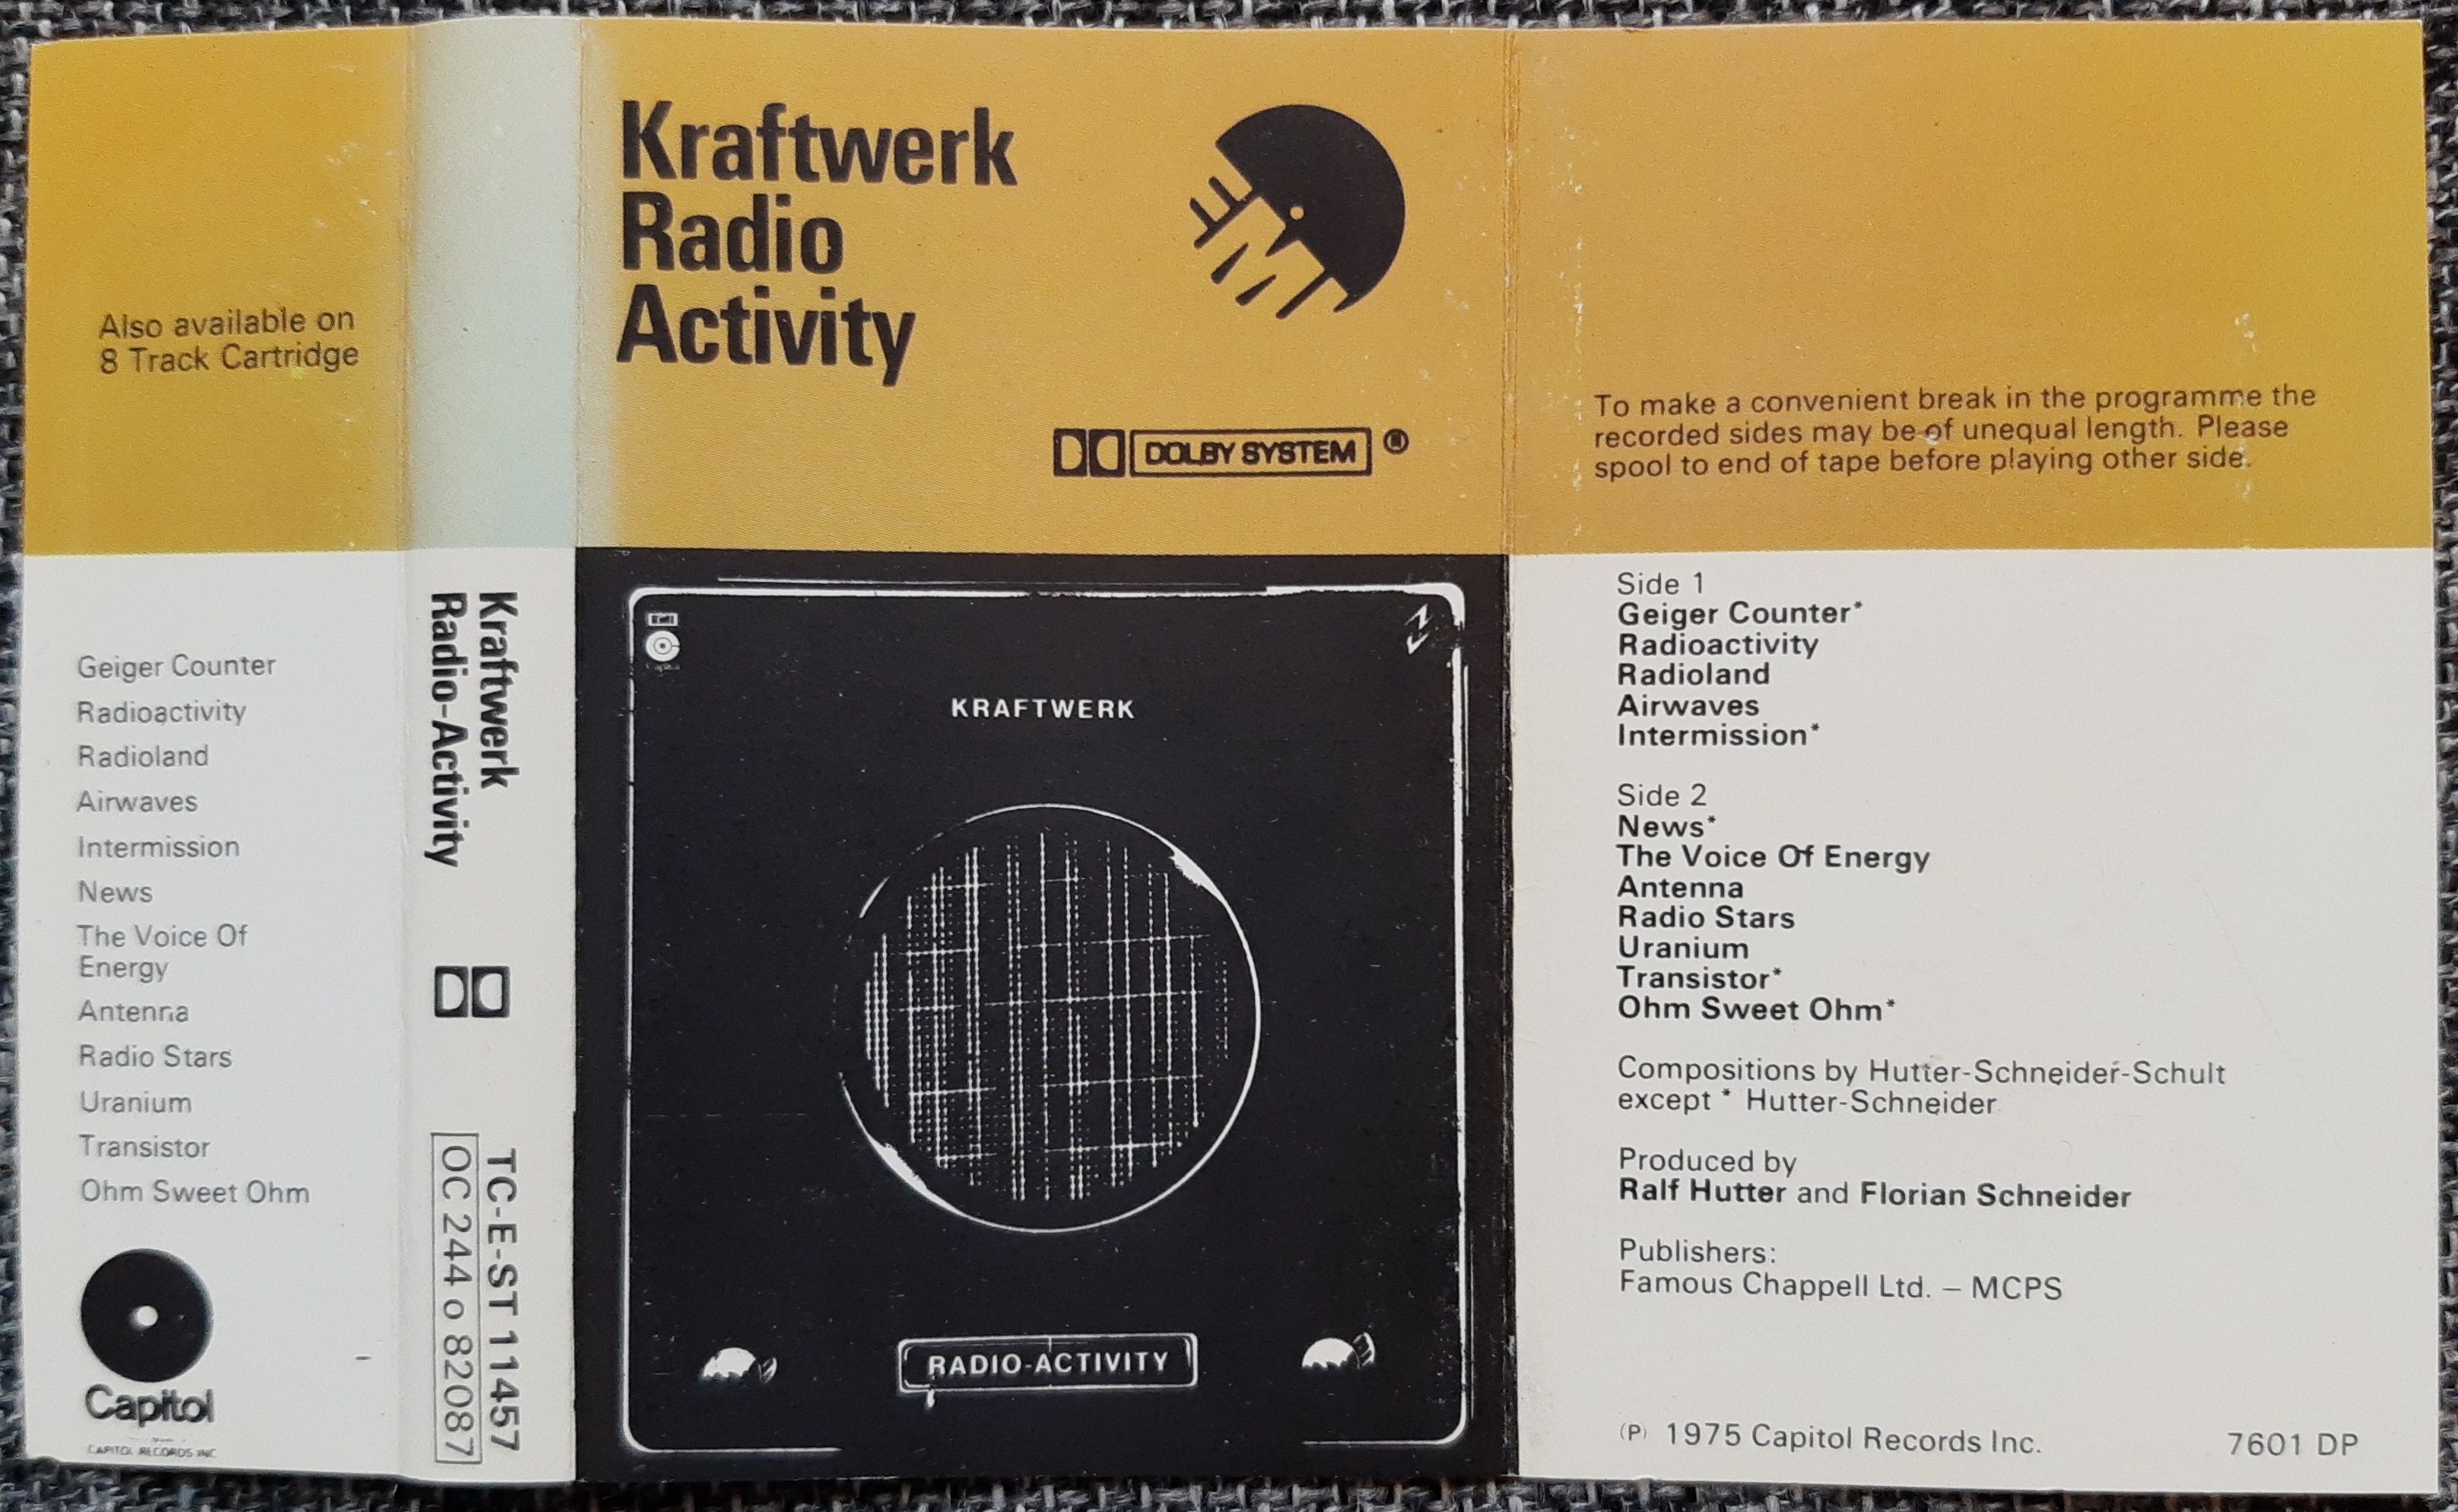 Also available on
8 Track Cartridge
Geiger Counter
Radioactivity
Radioland
Airwaves
Intermission
News
The Voice Of
Energy
Antenna
Radio Stars
Uranium
Transistor
Ohm Sweet Ohm
Capitol
CAPITOL RECORDS INC
Kraftwerk
Radio-Activity
TC-E-ST 11457
OC 244 o 82087
Kraftwerk
Radio
Activity
EMI
DOLBY SYSTEM ®
KRAFTWERK
RADIO-ACTIVITY
To make a convenient break in the programme the
recorded sides may be of unequal length. Please
spool to end of tape before playing other side.
Side 1
Geiger Counter*
Radioactivity
Radioland
Airwaves
Intermission*
Side 2
News*
The Voice Of Energy
Antenna
Radio Stars
Uranium
Transistor*
Ohm Sweet Ohm*
Compositions by Hutter-Schneider-Schult
except * Hutter-Schneider
Produced by
Ralf Hutter and Florian Schneider
Publishers:
Famous Chappell Ltd. – MCPS
(P) 1975 Capitol Records Inc.
7601 DP